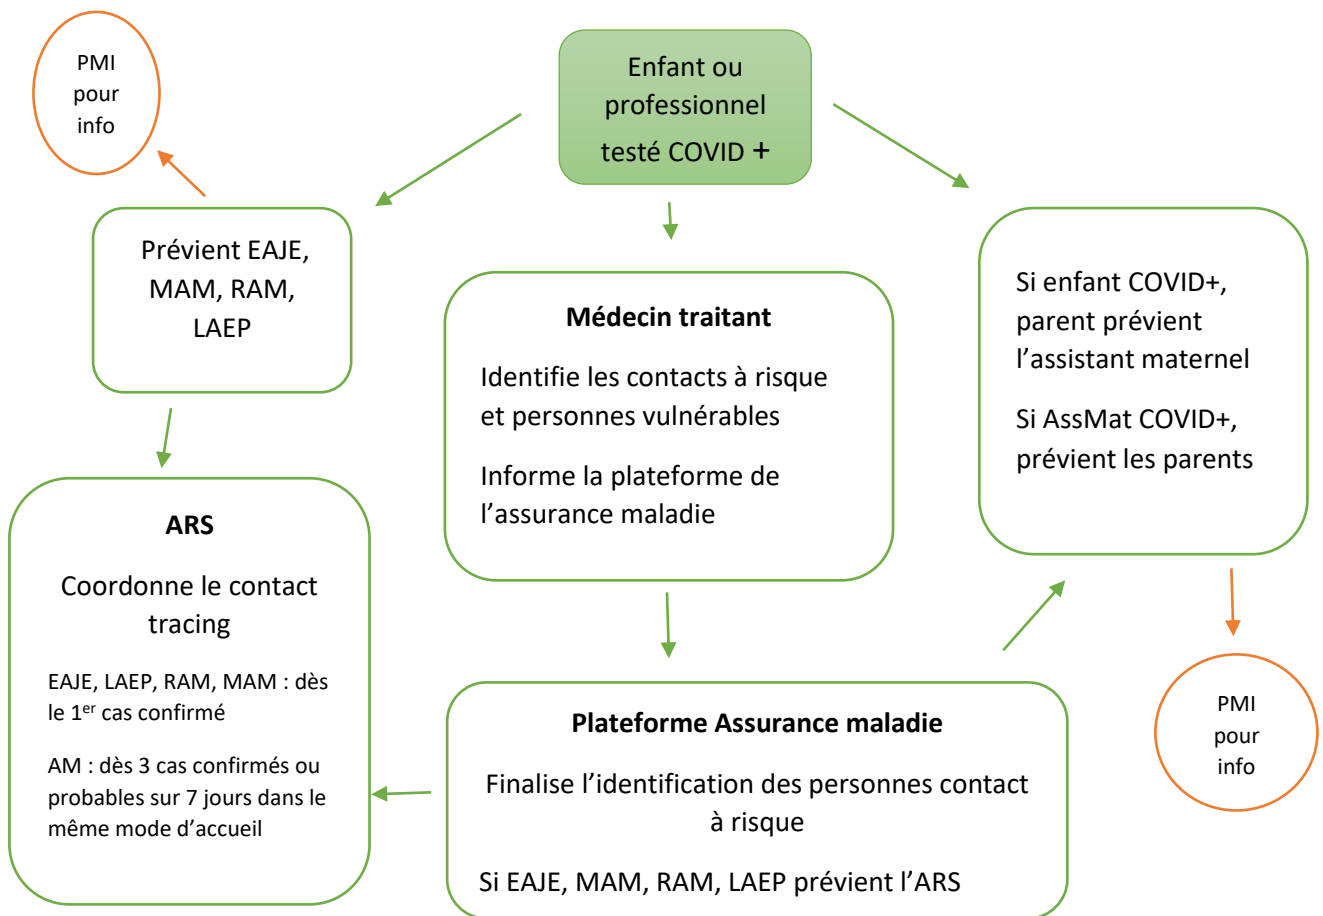 PMI
pour
info
Enfant ou
professionnel
testé COVID +
Prévient EAJE,
MAM, RAM,
LAEP
Médecin traitant
Identifie les contacts à risque
et personnes vulnérables
Informe la plateforme de
l’assurance maladie
Si enfant COVID+,
parent prévient
l’assistant maternel
Si AssMat COVID+,
prévient les parents
ARS
Coordonne le contact
tracing
EAJE, LAEP, RAM, MAM : dès
le 1er cas confirmé
AM : dès 3 cas confirmés ou
probables sur 7 jours dans le
même mode d’accueil
Plateforme Assurance maladie
Finalise l’identification des personnes contact
à risque
Si EAJE, MAM, RAM, LAEP prévient l’ARS
PMI
pour
info